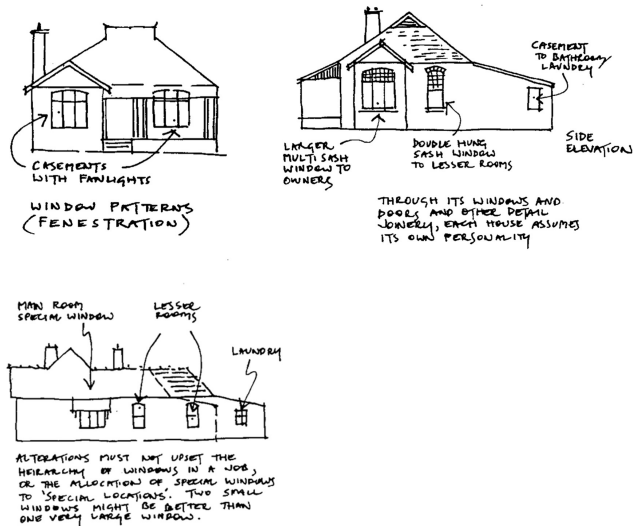 CASEMENTS
WITH FANLIGHTS
WINDOW PATTERNS
(FENESTRATION)
CASEMENT
TO BATHROOM
LAUNDRY
LARGER
MULTI SASH
WINDOW TO
OWNERS
DOUBLE HUNG
SASH WINDOW
TO LESSER ROOMS
SIDE
ELEVATION
THROUGH ITS WINDOWS AND
DOORS AND OTHER DETAIL
JOINERY, EACH HOUSE ASSUMES
ITS OWN PERSONALITY
MAIN ROOM
SPECIAL WINDOW
LESSER
ROOMS
LAUNDRY
ALTERATIONS MUST NOT UPSET THE
HEIRARCHY OF WINDOWS IN A JOB,
OR THE ALLOCATION OF SPECIAL WINDOWS
TO 'SPECIAL LOCATIONS'. TWO SMALL
WINDOWS MIGHT BE BETTER THAN
ONE VERY LARGE WINDOW.